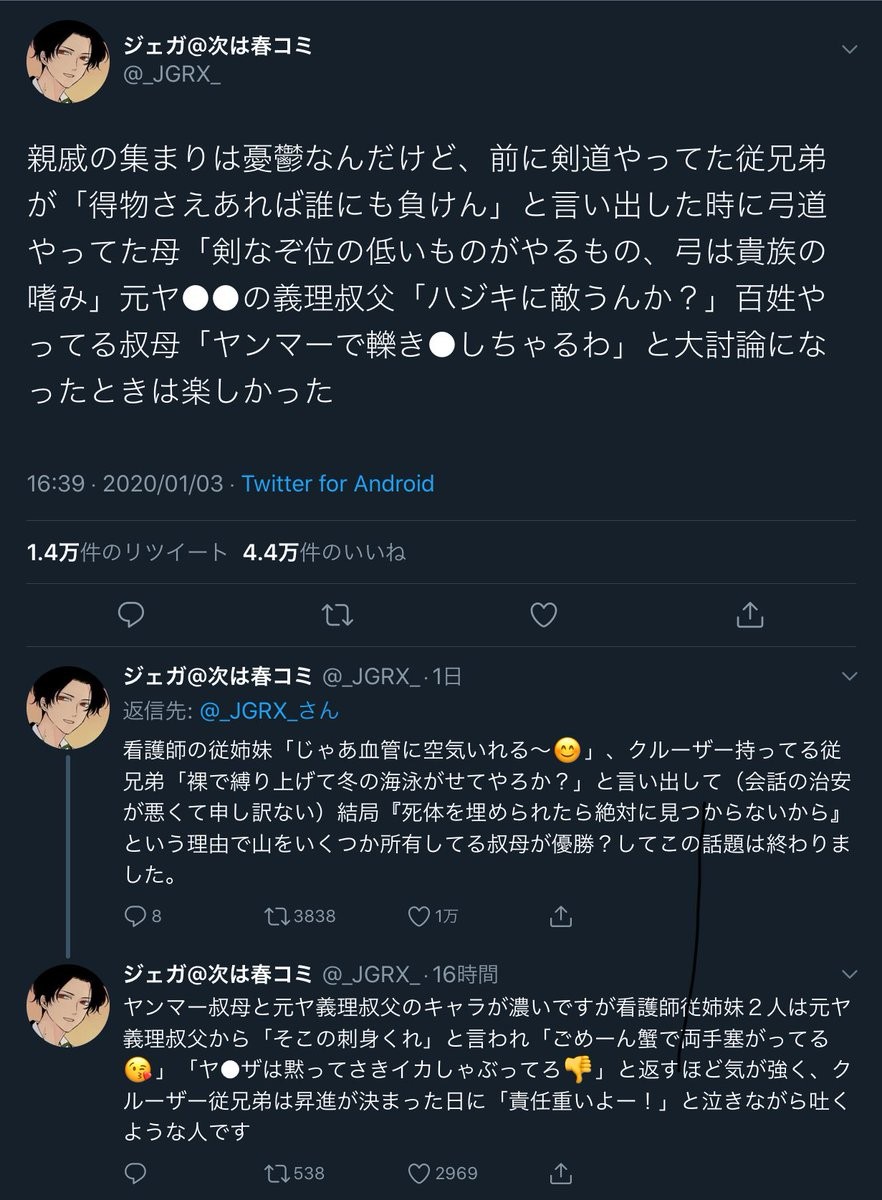 ジェガ@次は春コミ
@_JGRX_
親戚の集まりは憂鬱なんだけど、前に剣道やってた従兄弟
が「得物さえあれば誰にも負けん」と言い出した時に弓道
やってた母「剣なぞ位の低いものがやるもの、弓は貴族の
嗜み」元ヤ●●の義理叔父「ハジキに敵うんか？」百姓や
ってる叔母「ヤンマーで轢き●しちゃるわ」と大討論にな
ったときは楽しかった
16:39 · 2020/01/03 · Twitter for Android
1.4万件のリツイート 4.4万件のいいね
ジェガ@次は春コミ @_JGRX_ · 1日
返信先: @_JGRX_さん
看護師の従姉妹「じゃあ血管に空気いれる〜😊」、クルーザー持ってる従
兄弟「裸で縛り上げて冬の海泳がせてやろか？」と言い出して（会話の治安
が悪くて申し訳ない）結局『死体を埋められたら絶対に見つからないから』
という理由で山をいくつか所有してる叔母が優勝？してこの話題は終わりま
した。
8 3838 1万
ジェガ@次は春コミ @_JGRX_ · 16時間
ヤンマー叔母と元ヤ義理叔父のキャラが濃いですが看護師従姉妹２人は元ヤ
義理叔父から「そこの刺身くれ」と言われ「ごめーん蟹で両手塞がってる
😘」「ヤ●ザは黙ってさきイカしゃぶってろ👎」と返すほど気が強く、ク
ルーザー従兄弟は昇進が決まった日に「責任重いよー！」と泣きながら吐く
ような人です
538 2969